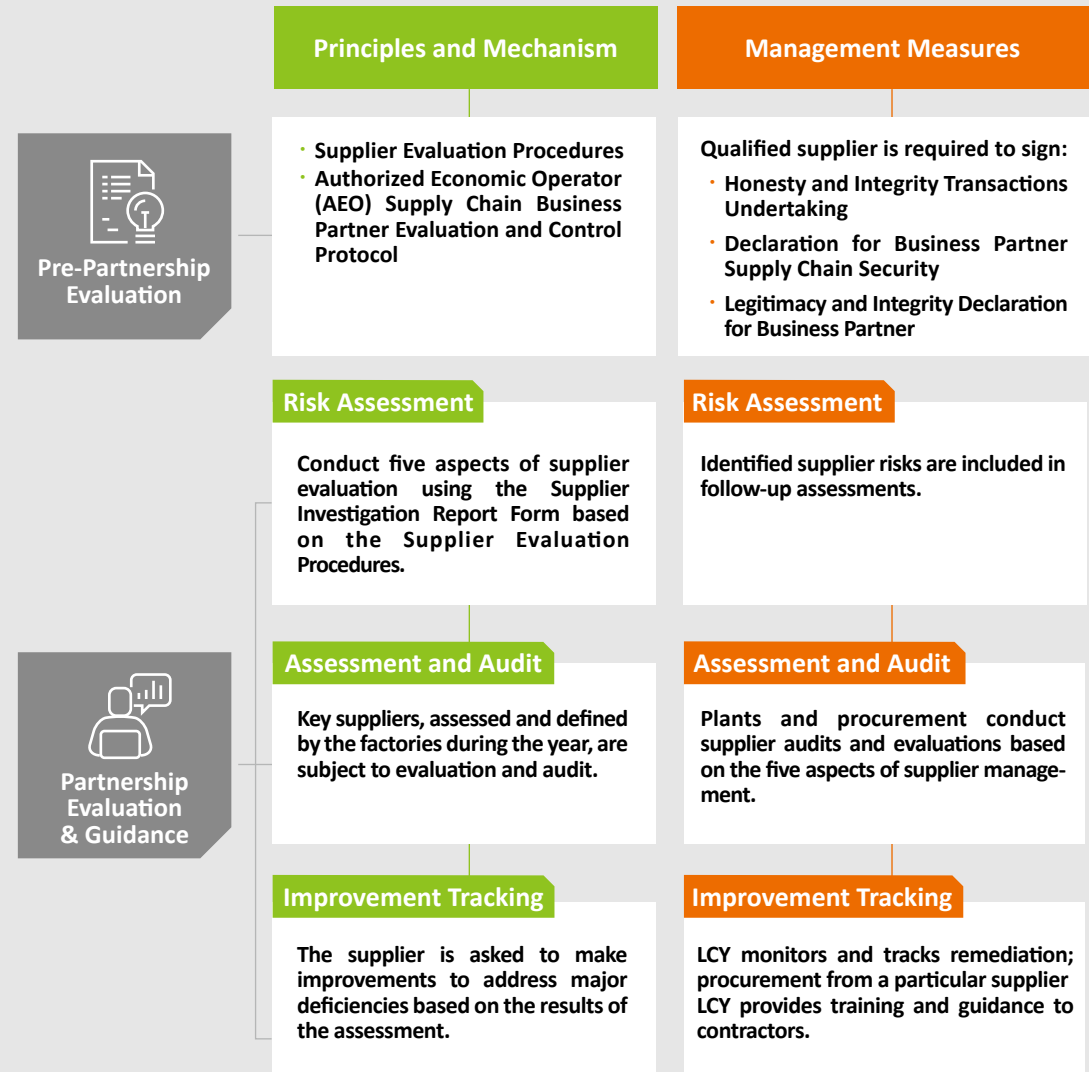 Principles and Mechanism
Management Measures
Pre-Partnership
Evaluation
· Supplier Evaluation Procedures
· Authorized Economic Operator
(AEO) Supply Chain Business
Partner Evaluation and Control
Protocol
Qualified supplier is required to sign:
· Honesty and Integrity Transactions
Undertaking
· Declaration for Business Partner
Supply Chain Security
· Legitimacy and Integrity Declaration
for Business Partner
Partnership
Evaluation
& Guidance
Risk Assessment
Conduct five aspects of supplier
evaluation using the Supplier
Investigation Report Form based
on the Supplier Evaluation
Procedures.
Risk Assessment
Identified supplier risks are included in
follow-up assessments.
Assessment and Audit
Key suppliers, assessed and defined
by the factories during the year, are
subject to evaluation and audit.
Assessment and Audit
Plants and procurement conduct
supplier audits and evaluations based
on the five aspects of supplier manage-
ment.
Improvement Tracking
The supplier is asked to make
improvements to address major
deficiencies based on the results of
the assessment.
Improvement Tracking
LCY monitors and tracks remediation;
procurement from a particular supplier
LCY provides training and guidance to
contractors.